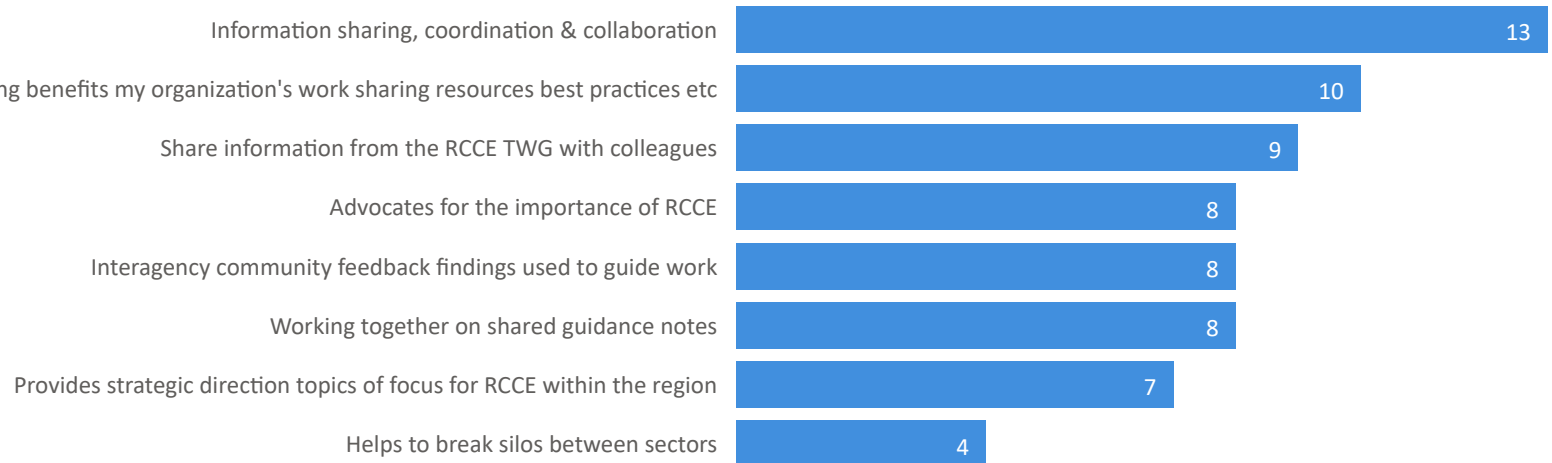 Information sharing, coordination & collaboration 13
benefits my organization's work sharing resources best practices etc 10
Share information from the RCCE TWG with colleagues 9
Advocates for the importance of RCCE 8
Interagency community feedback findings used to guide work 8
Working together on shared guidance notes 8
Provides strategic direction topics of focus for RCCE within the region 7
Helps to break silos between sectors 4